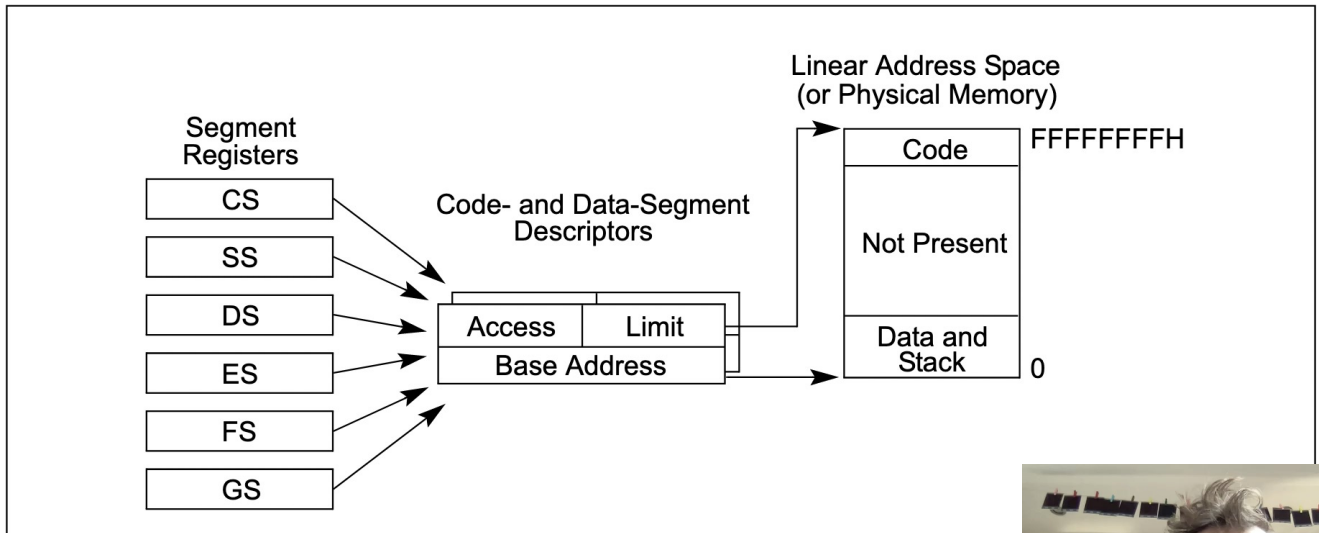 Linear Address Space
(or Physical Memory)
Segment
Registers
FFFFFFFFH
Code
CS
Code- and Data-Segment
Descriptors
SS
Not Present
DS
Access
Limit
Data and
Stack
Base Address
0
ES
FS
GS